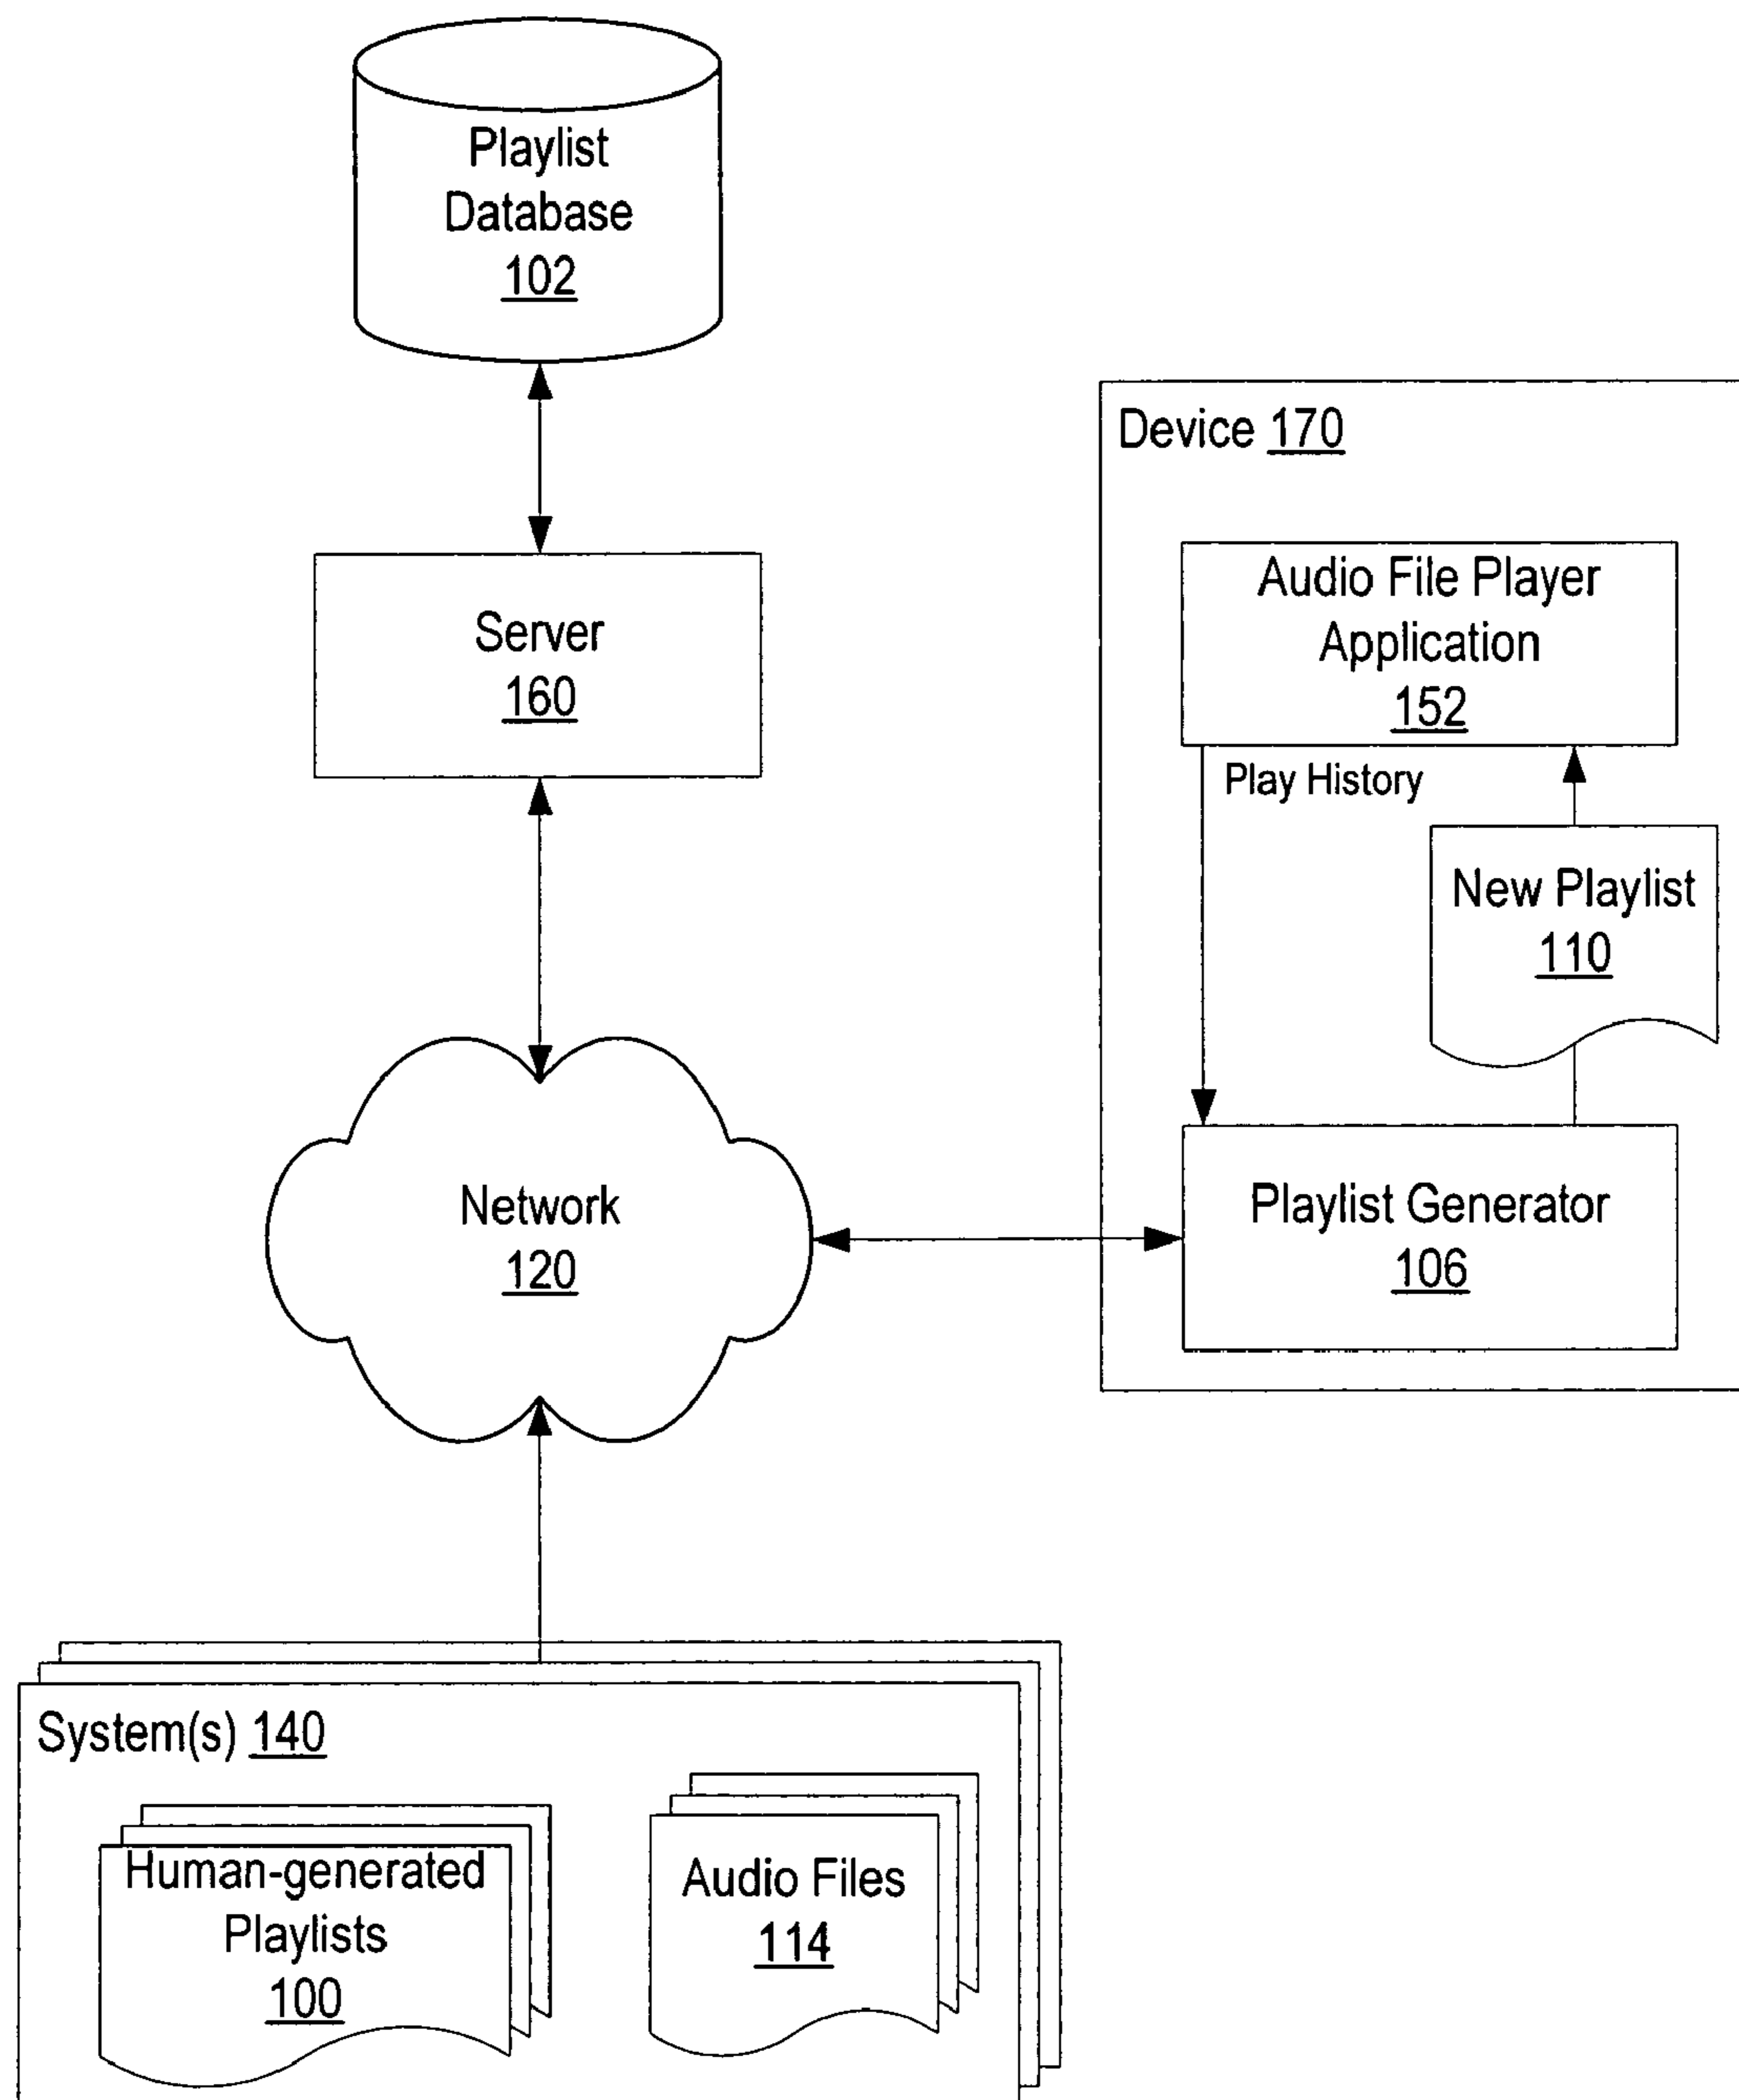 Playlist
Database
102
Device 170
Audio File Player
Application
152
Server
160
Play History
New Playlist
110
Network
120
Playlist Generator
106
System(s) 140
Human-generated
Playlists
100
Audio Files
114